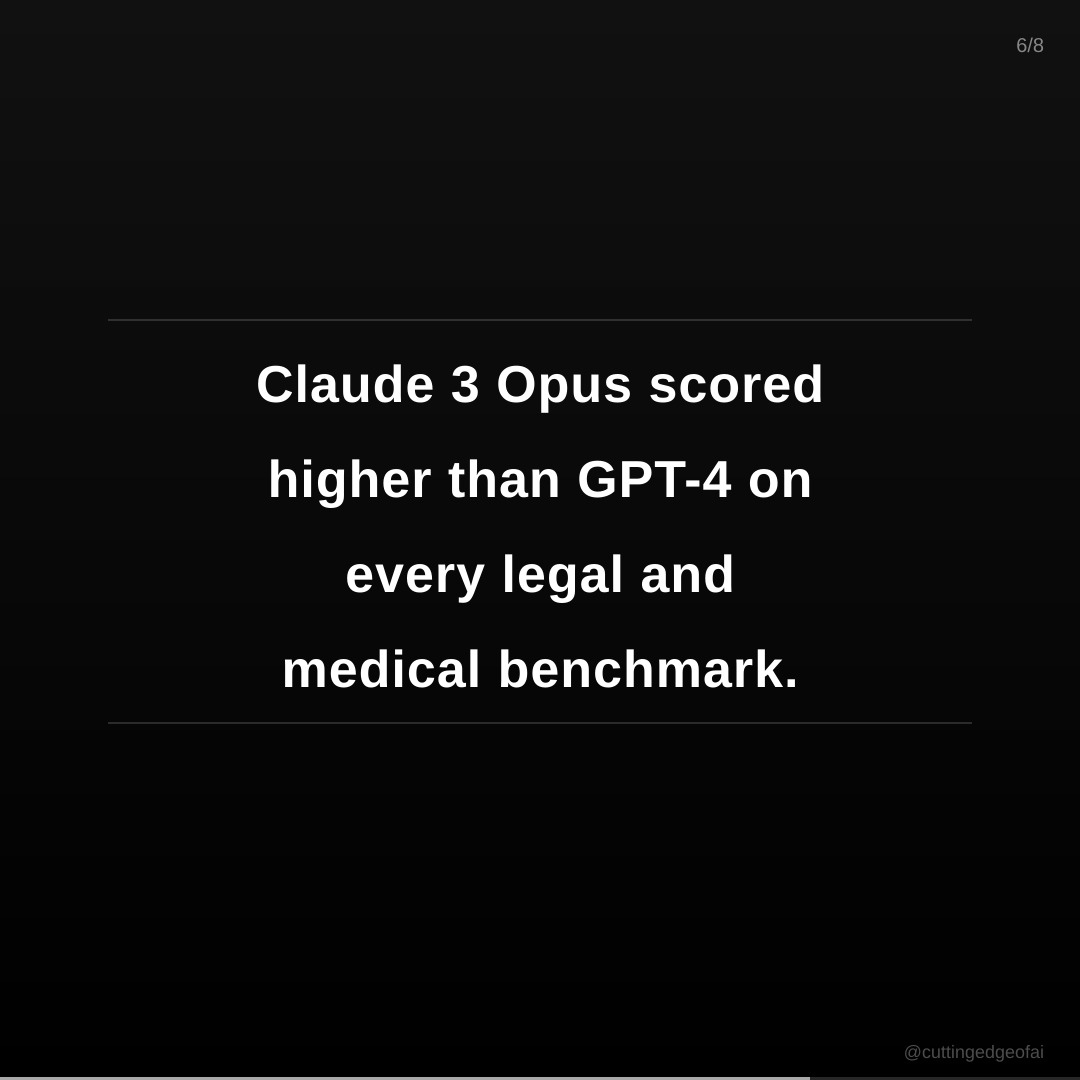 6/8
Claude 3 Opus scored
higher than GPT-4 on
every legal and
medical benchmark.
@cuttingedgeofai